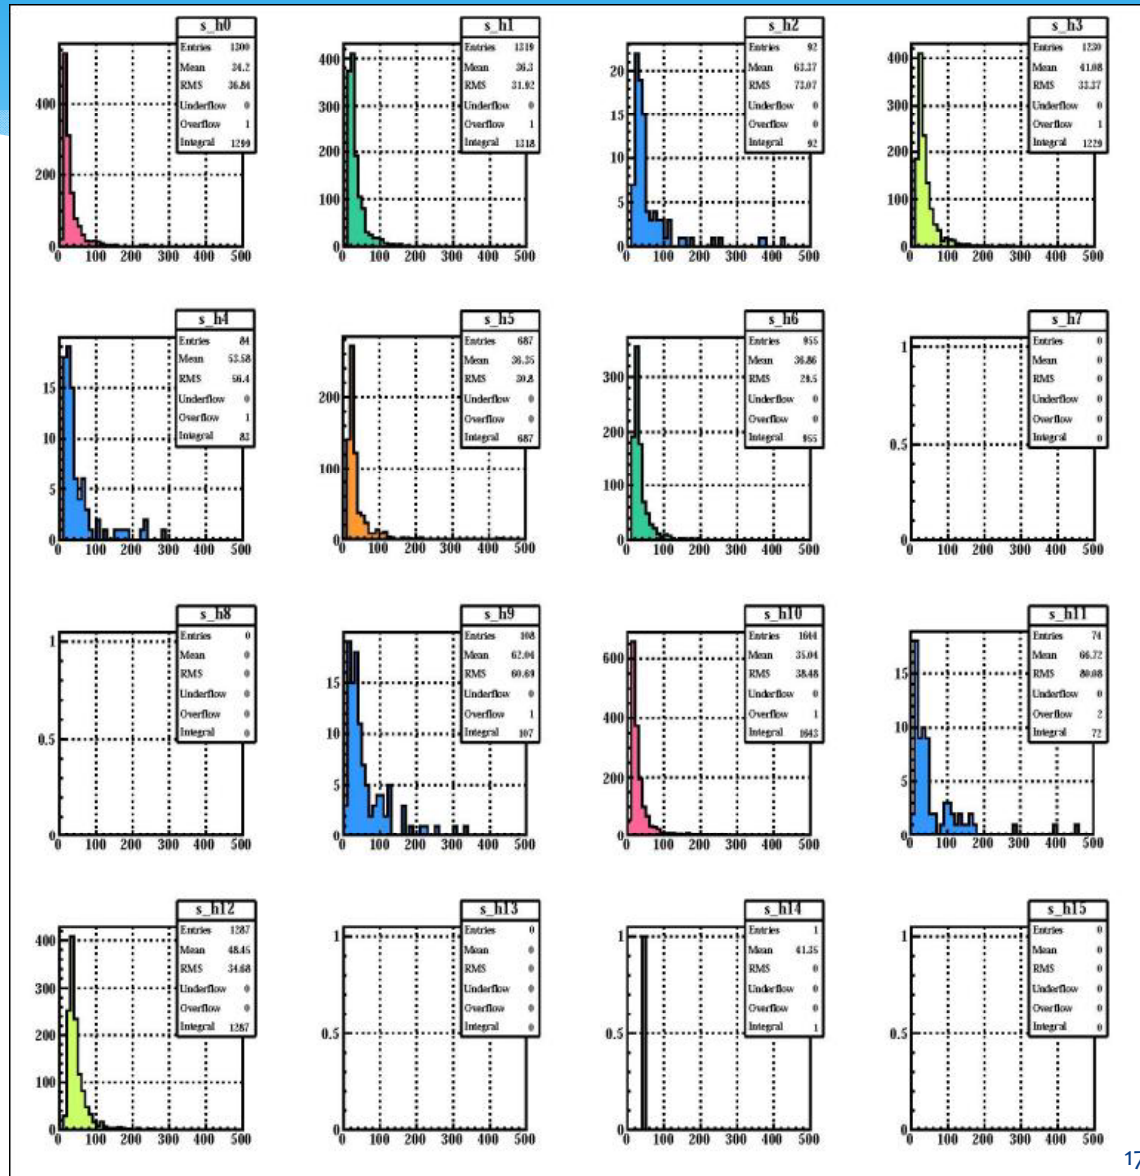 s_h0
Entries 1300
Mean 34.2
RMS 36.84
Underflow 0
Overflow 1
Integral 1299
400
200
0
0 100 200 300 400 500
s_h1
Entries 1319
Mean 36.3
RMS 31.92
Underflow 0
Overflow 1
Integral 1318
400
300
200
100
0
0 100 200 300 400 500
s_h2
Entries 92
Mean 63.37
RMS 73.07
Underflow 0
Overflow 0
Integral 92
20
15
10
5
0
0 100 200 300 400 500
s_h3
Entries 1230
Mean 41.08
RMS 33.37
Underflow 0
Overflow 1
Integral 1229
400
300
200
100
0
0 100 200 300 400 500
s_h4
Entries 84
Mean 53.58
RMS 56.4
Underflow 0
Overflow 1
Integral 83
15
10
5
0
0 100 200 300 400 500
s_h5
Entries 687
Mean 36.35
RMS 30.8
Underflow 0
Overflow 0
Integral 687
200
100
0
0 100 200 300 400 500
s_h6
Entries 955
Mean 36.86
RMS 29.5
Underflow 0
Overflow 0
Integral 955
300
200
100
0
0 100 200 300 400 500
s_h7
Entries 0
Mean 0
RMS 0
Underflow 0
Overflow 0
Integral 0
1
0.5
0
0 100 200 300 400 500
s_h8
Entries 0
Mean 0
RMS 0
Underflow 0
Overflow 0
Integral 0
1
0.5
0
0 100 200 300 400 500
s_h9
Entries 108
Mean 62.04
RMS 60.69
Underflow 0
Overflow 1
Integral 107
15
10
5
0
0 100 200 300 400 500
s_h10
Entries 1644
Mean 35.04
RMS 38.48
Underflow 0
Overflow 1
Integral 1643
600
400
200
0
0 100 200 300 400 500
s_h11
Entries 74
Mean 66.72
RMS 80.08
Underflow 0
Overflow 2
Integral 72
15
10
5
0
0 100 200 300 400 500
s_h12
Entries 1287
Mean 48.45
RMS 34.68
Underflow 0
Overflow 0
Integral 1287
400
300
200
100
0
0 100 200 300 400 500
s_h13
Entries 0
Mean 0
RMS 0
Underflow 0
Overflow 0
Integral 0
1
0.5
0
0 100 200 300 400 500
s_h14
Entries 1
Mean 41.35
RMS 0
Underflow 0
Overflow 0
Integral 1
1
0.5
0
0 100 200 300 400 500
s_h15
Entries 0
Mean 0
RMS 0
Underflow 0
Overflow 0
Integral 0
1
0.5
0
0 100 200 300 400 500
17